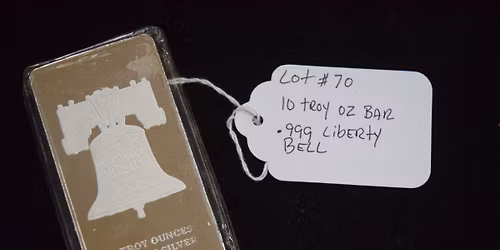 Lot #70
10 troy oz BAR
.999 Liberty
BELL
TROY OUNCES
SILVER